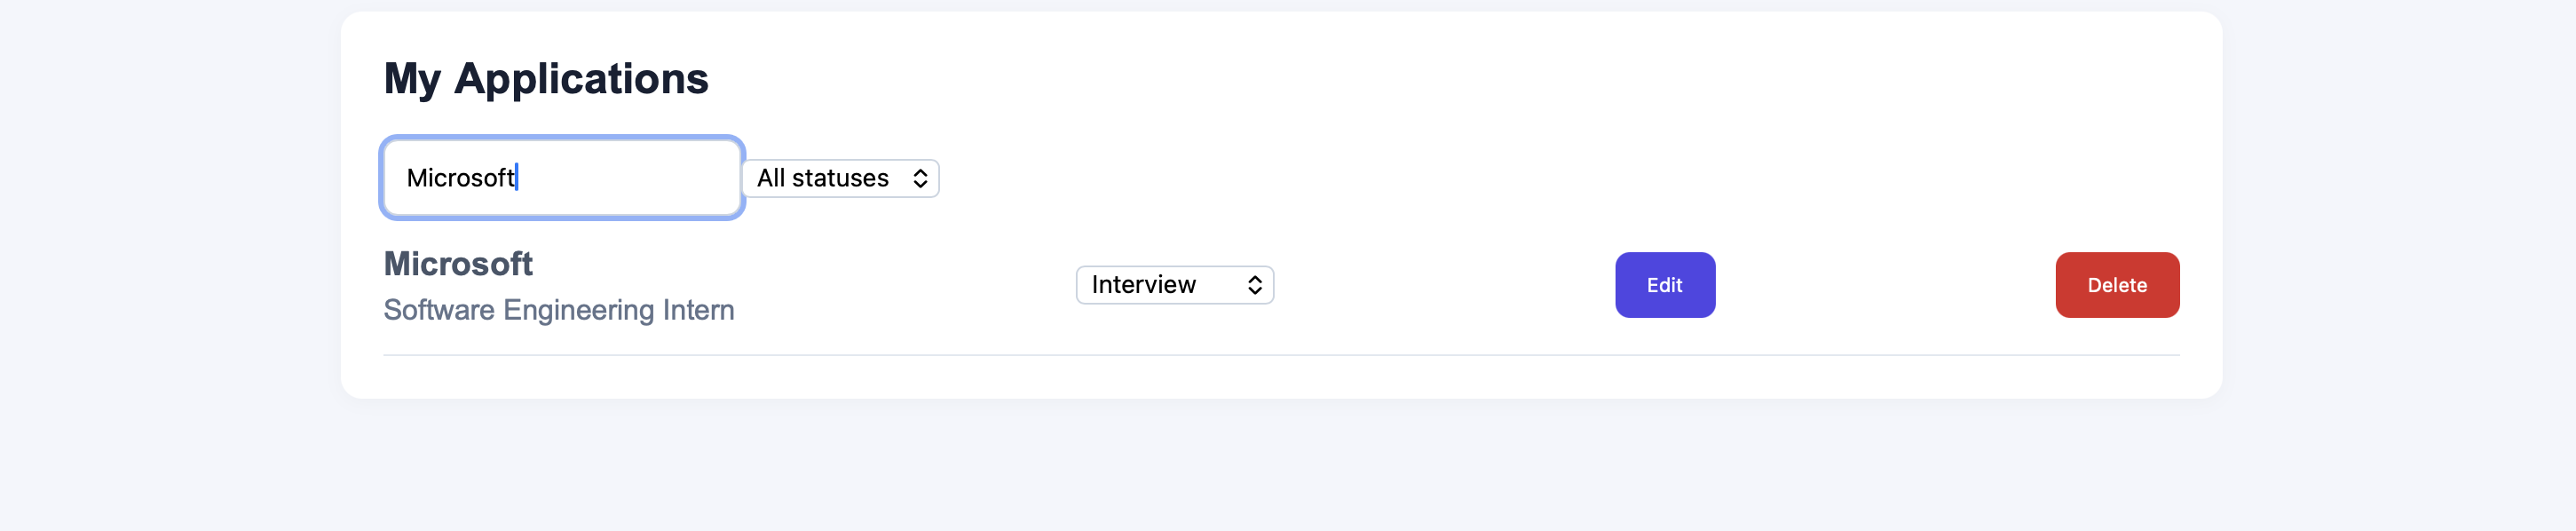 My Applications
Microsoft
All statuses
Microsoft
Software Engineering Intern
Interview
Edit
Delete